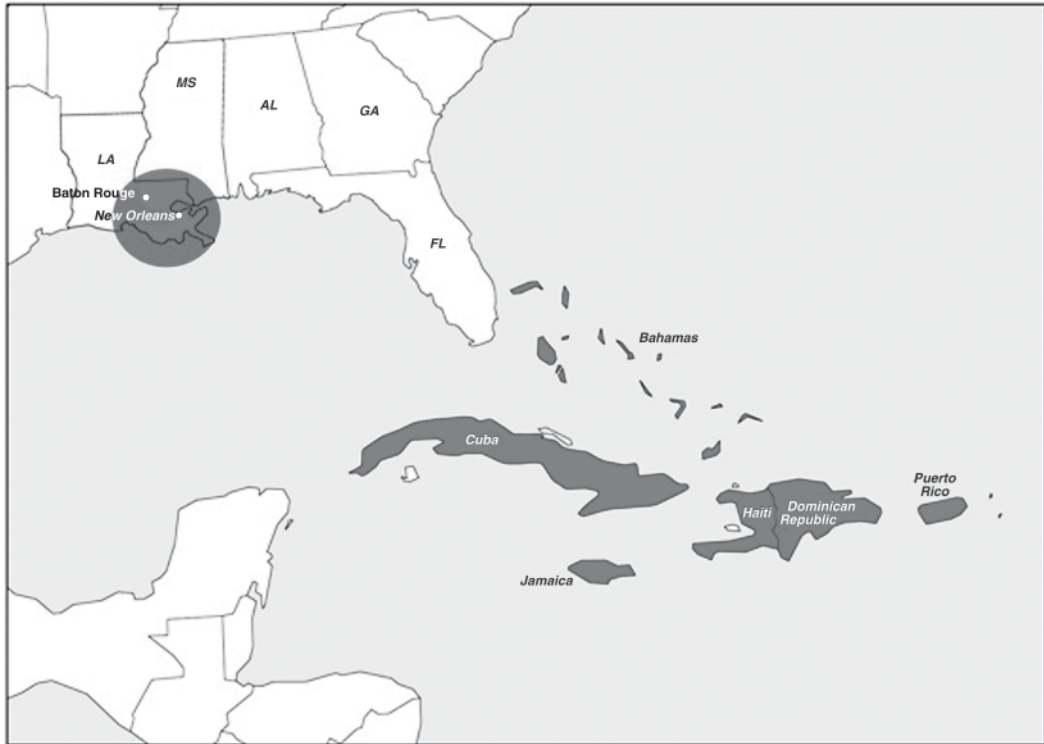 MS
AL
GA
LA
Baton Rouge
New Orleans
FL
Bahamas
Cuba
Puerto
Rico
Haiti
Dominican
Republic
Jamaica